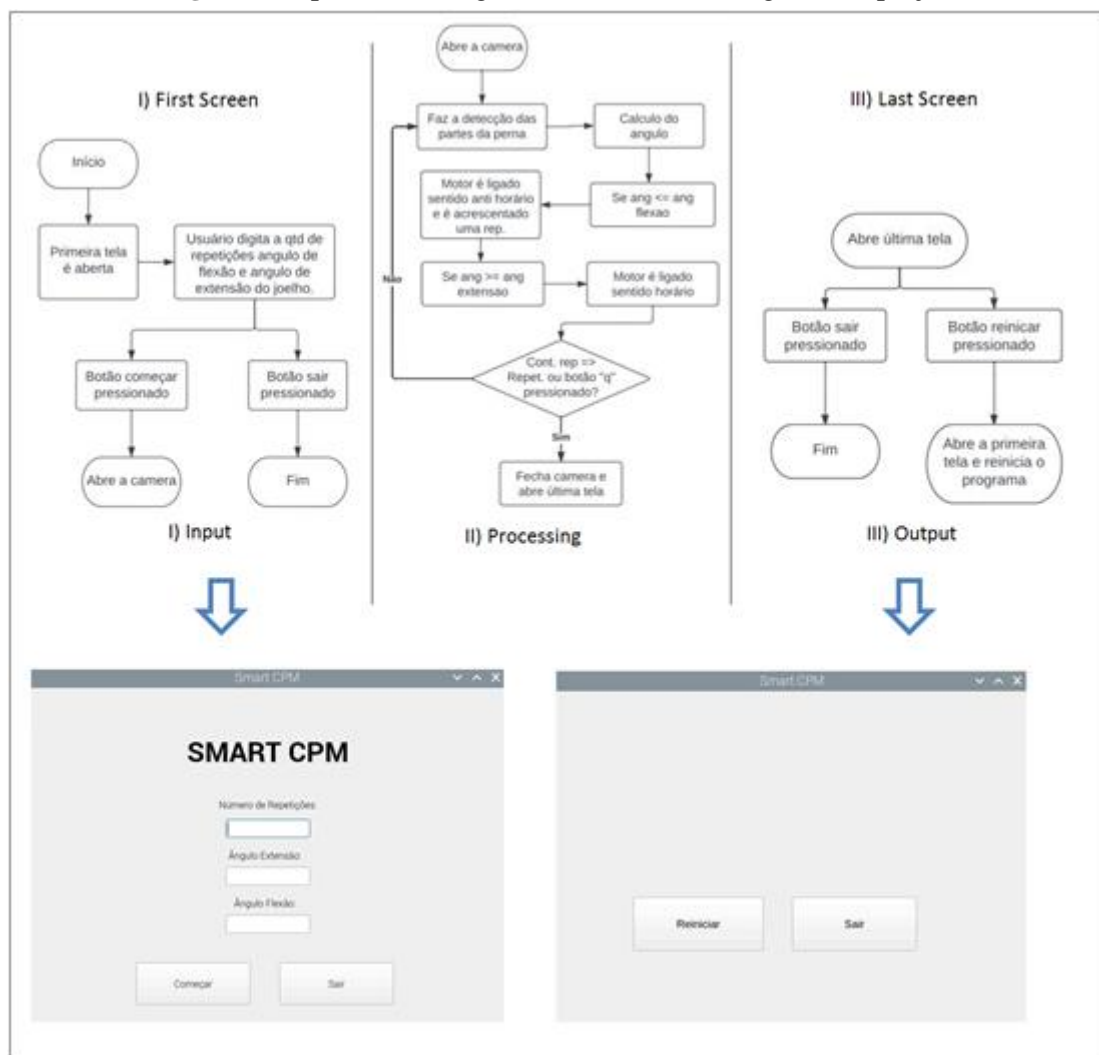 I) First Screen
Início
Primeira tela
é aberta
Usuário digita a qtd de
repetições angulo de
flexão e angulo de
extensão do joelho.
Botão começar
pressionado
Botão sair
pressionado
Abre a camera
Fim
I) Input
Abre a camera
Faz a detecção das
partes da perna
Calculo do
angulo
Motor é ligado
sentido anti horário
e é acrescentado
uma rep.
Se ang <= ang
flexao
Não
Se ang >= ang
extensao
Motor é ligado
sentido horário
Cont. rep =>
Repet. ou botão "q"
pressionado?
Sim
Fecha camera e
abre última tela
II) Processing
III) Last Screen
Abre última tela
Botão sair
pressionado
Botão reinicar
pressionado
Fim
Abre a primeira
tela e reinicia o
programa
III) Output
Smart CPM
SMART CPM
Número de Repetições:
Ângulo Extensão:
Ângulo Flexão:
Começar
Sair
Smart CPM
Reiniciar
Sair